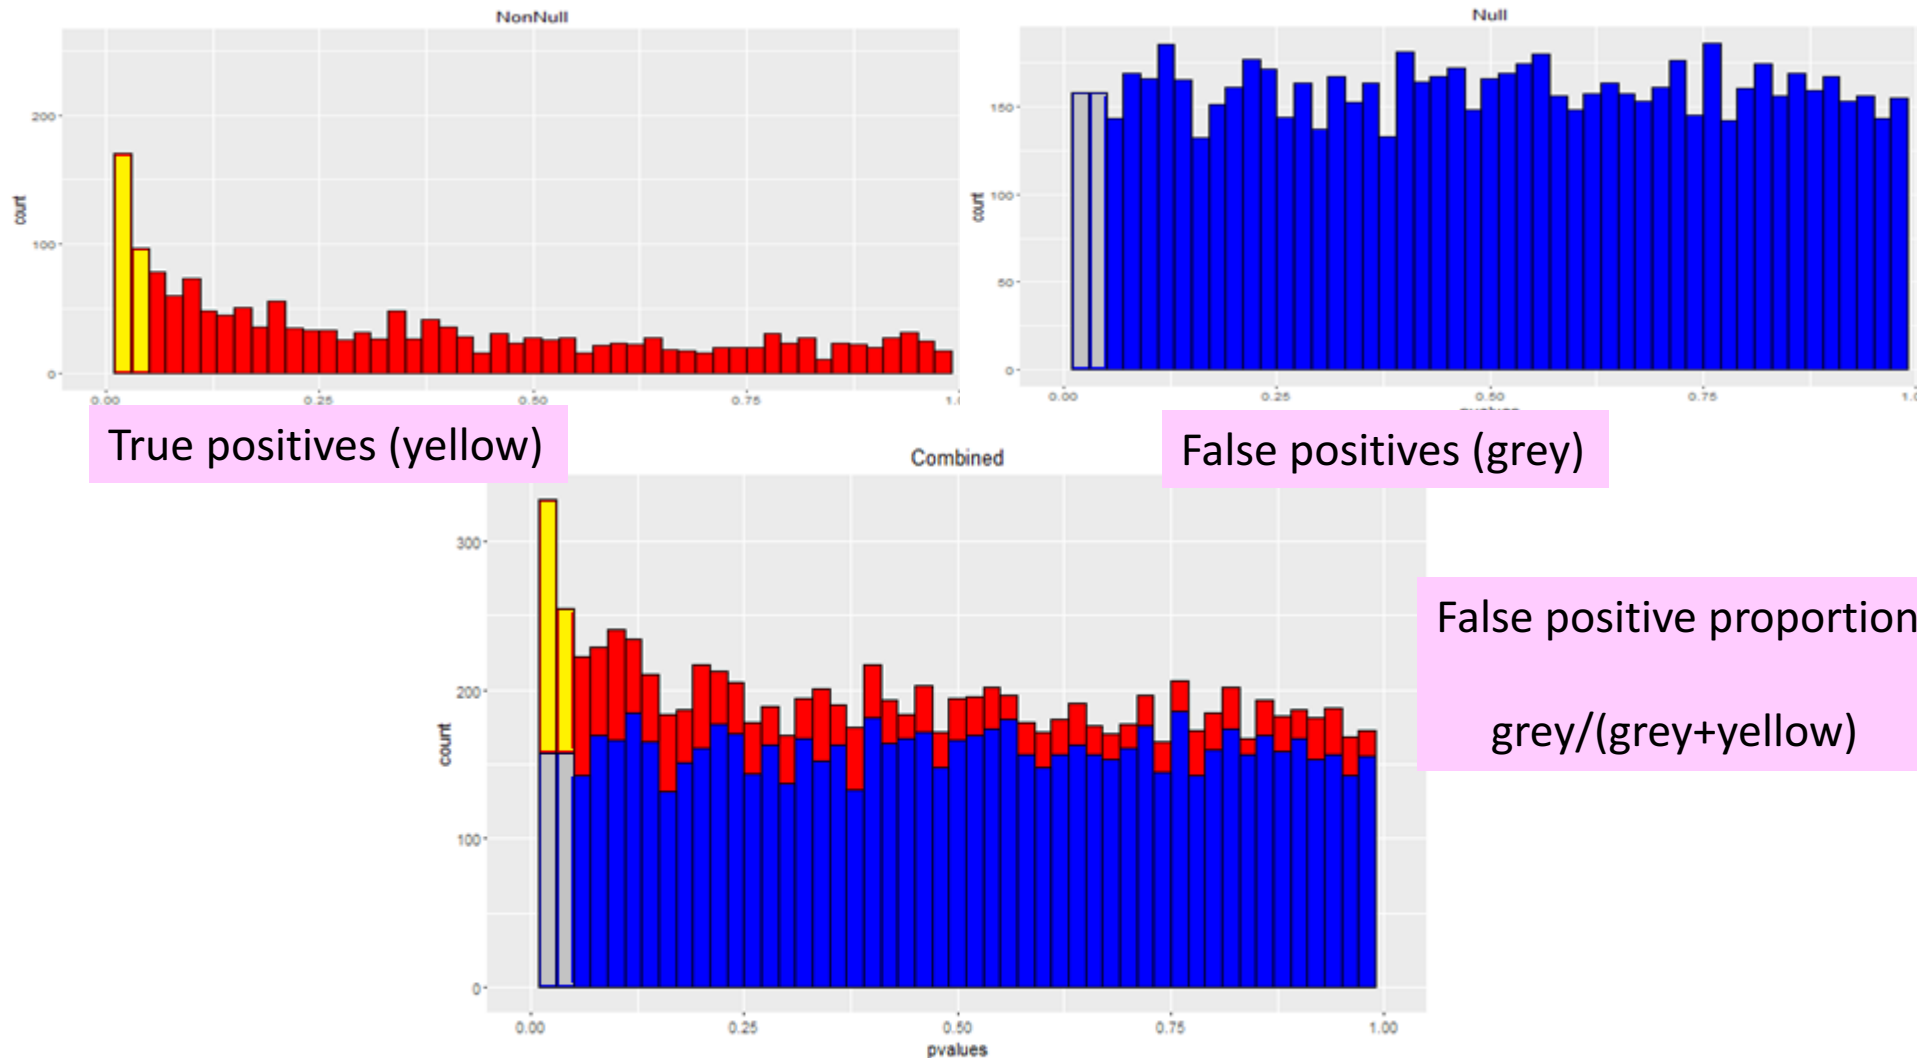 NonNull
200
100
0
count
0.00 0.25 0.50 0.75
True positives (yellow)
Null
150
100
50
0
count
0.00 0.25 0.50 0.75
False positives (grey)
Combined
300
200
100
0
count
0.00 0.25 0.50 0.75 1.00
pvalues
False positive proportion
grey/(grey+yellow)